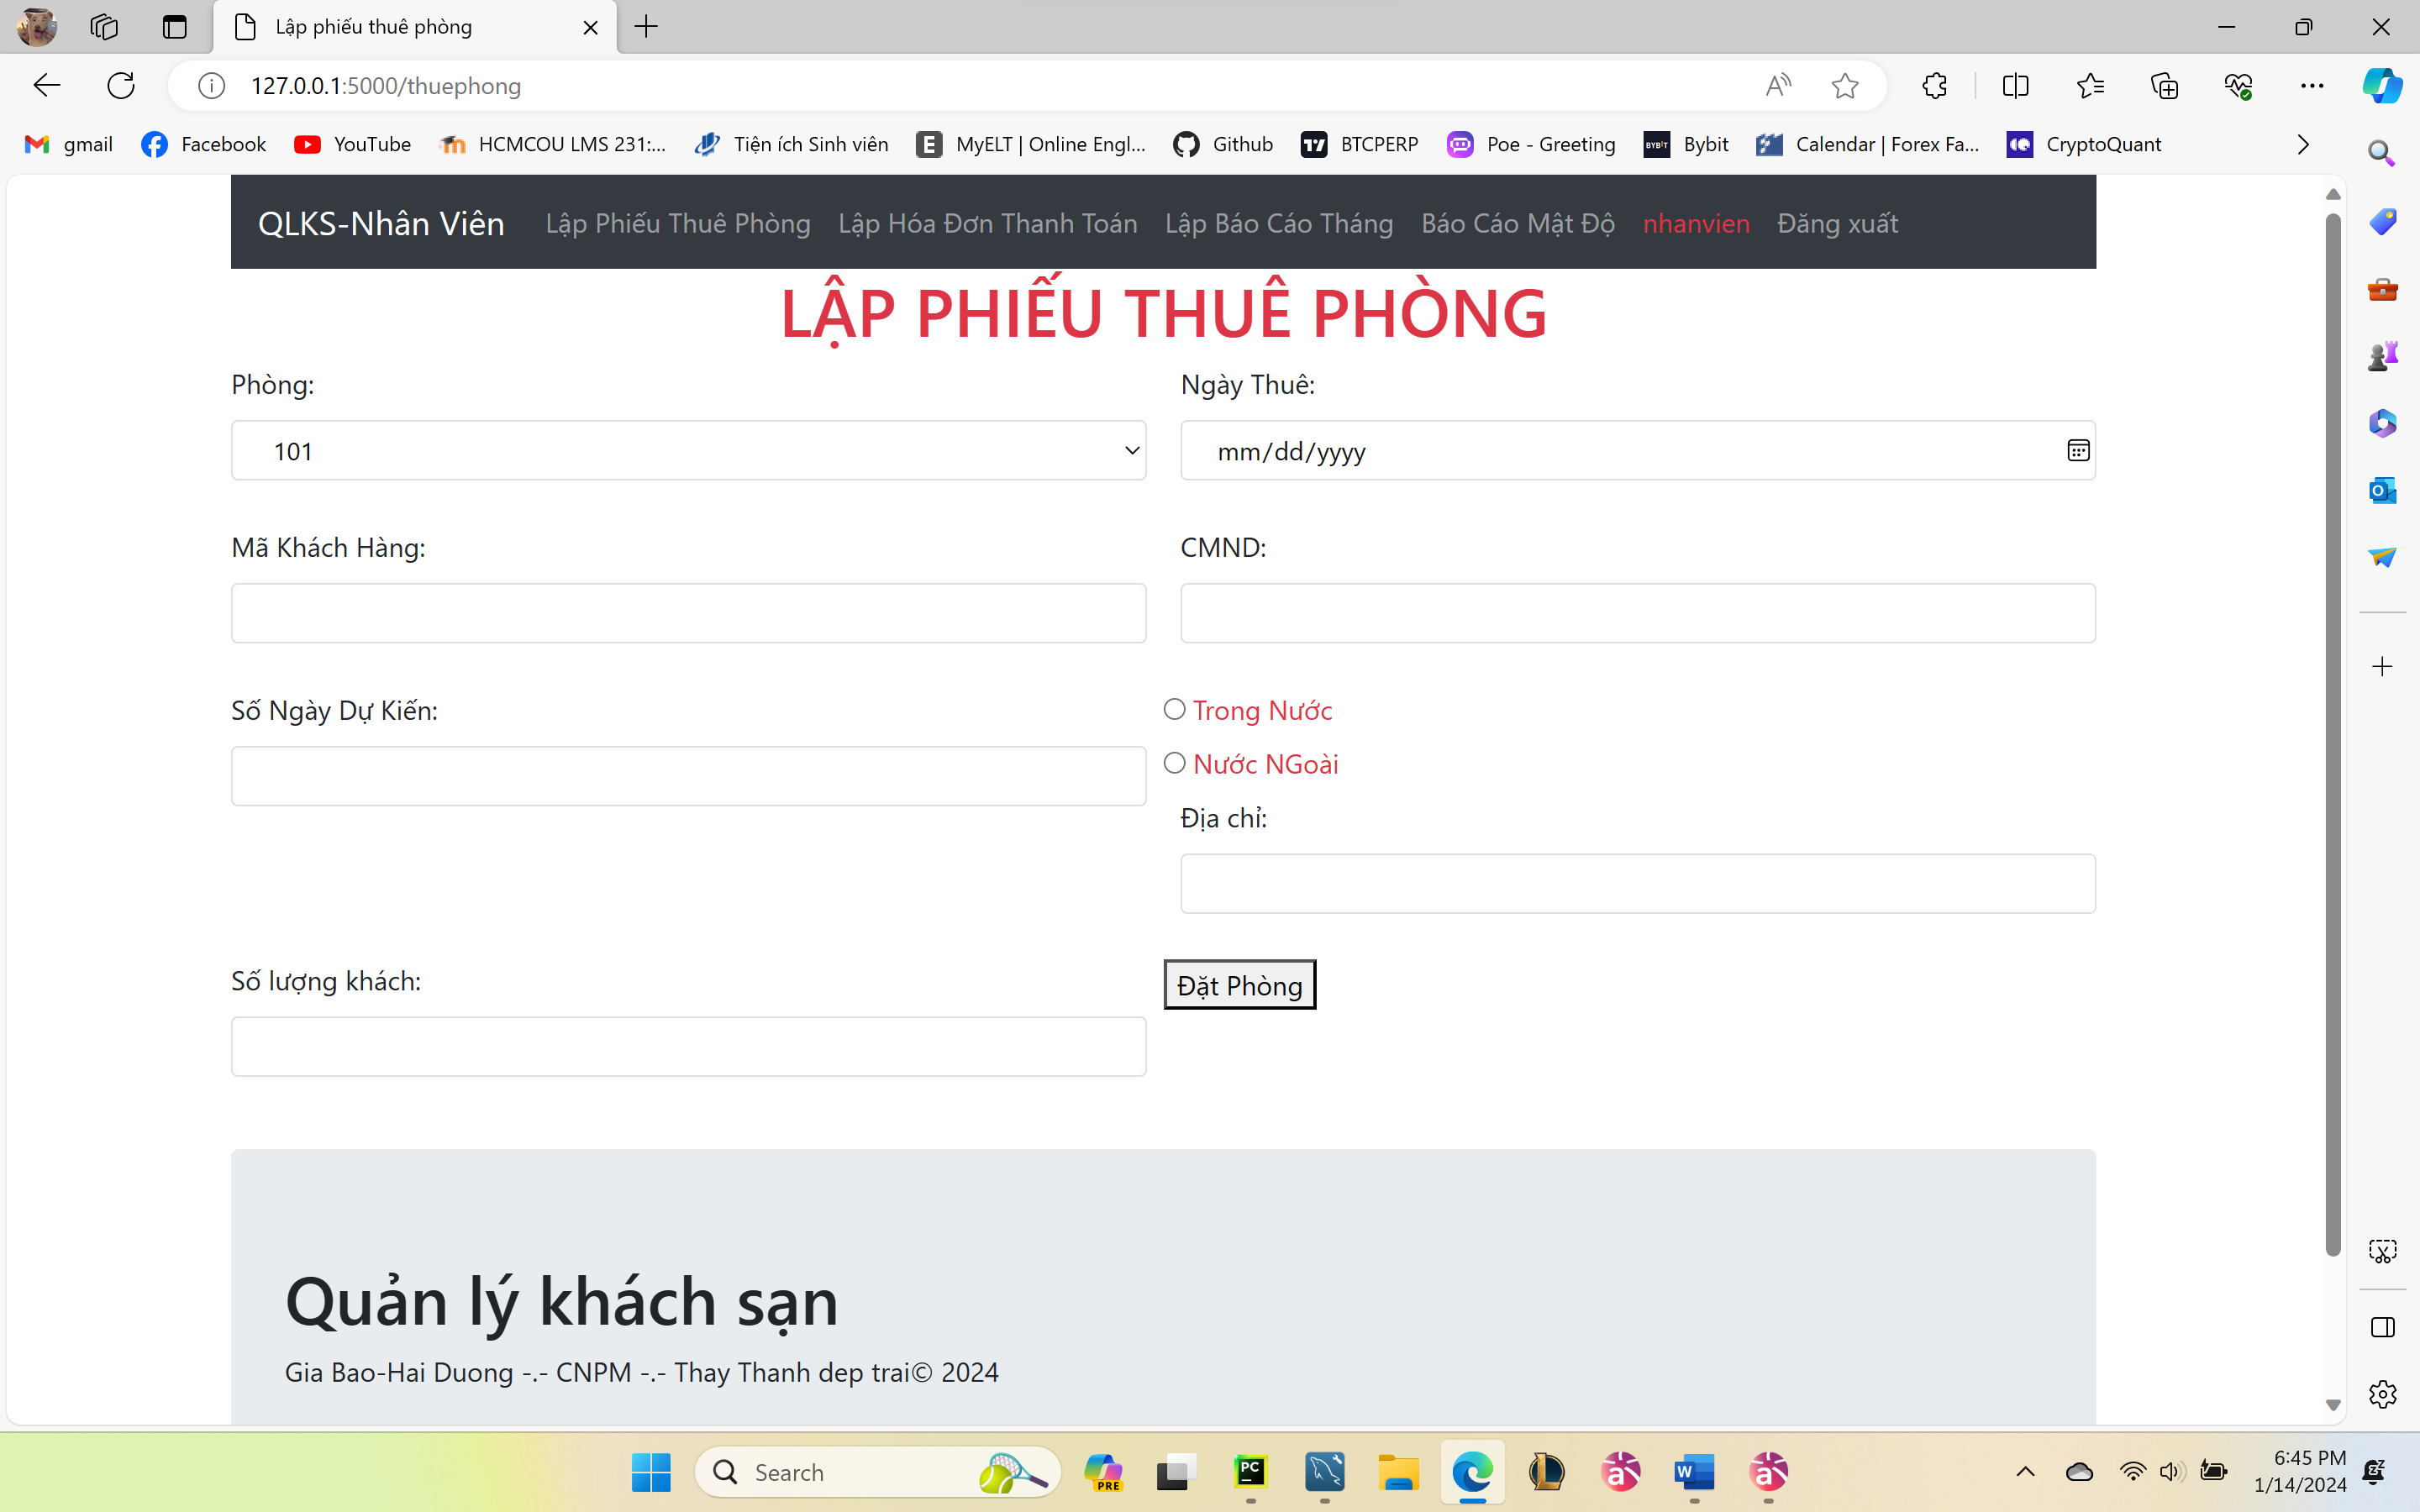 Lập phiếu thuê phòng
127.0.0.1:5000/thuephong
gmail Facebook YouTube HCMCOU LMS 231:... Tiện ích Sinh viên MyELT | Online Engl... Github BTCPERP Poe - Greeting Bybit Calendar | Forex Fa... CryptoQuant
QLKS-Nhân Viên Lập Phiếu Thuê Phòng Lập Hóa Đơn Thanh Toán Lập Báo Cáo Tháng Báo Cáo Mật Độ nhanvien Đăng xuất
LẬP PHIẾU THUÊ PHÒNG
Phòng: Ngày Thuê:
101 mm/dd/yyyy
Mã Khách Hàng: CMND:
Số Ngày Dự Kiến: Trong Nước
Nước NGoài
Địa chỉ:
Số lượng khách: Đặt Phòng
Quản lý khách sạn
Gia Bao-Hai Duong -.- CNPM -.- Thay Thanh dep trai© 2024
Search PRE PC W
6:45 PM
1/14/2024